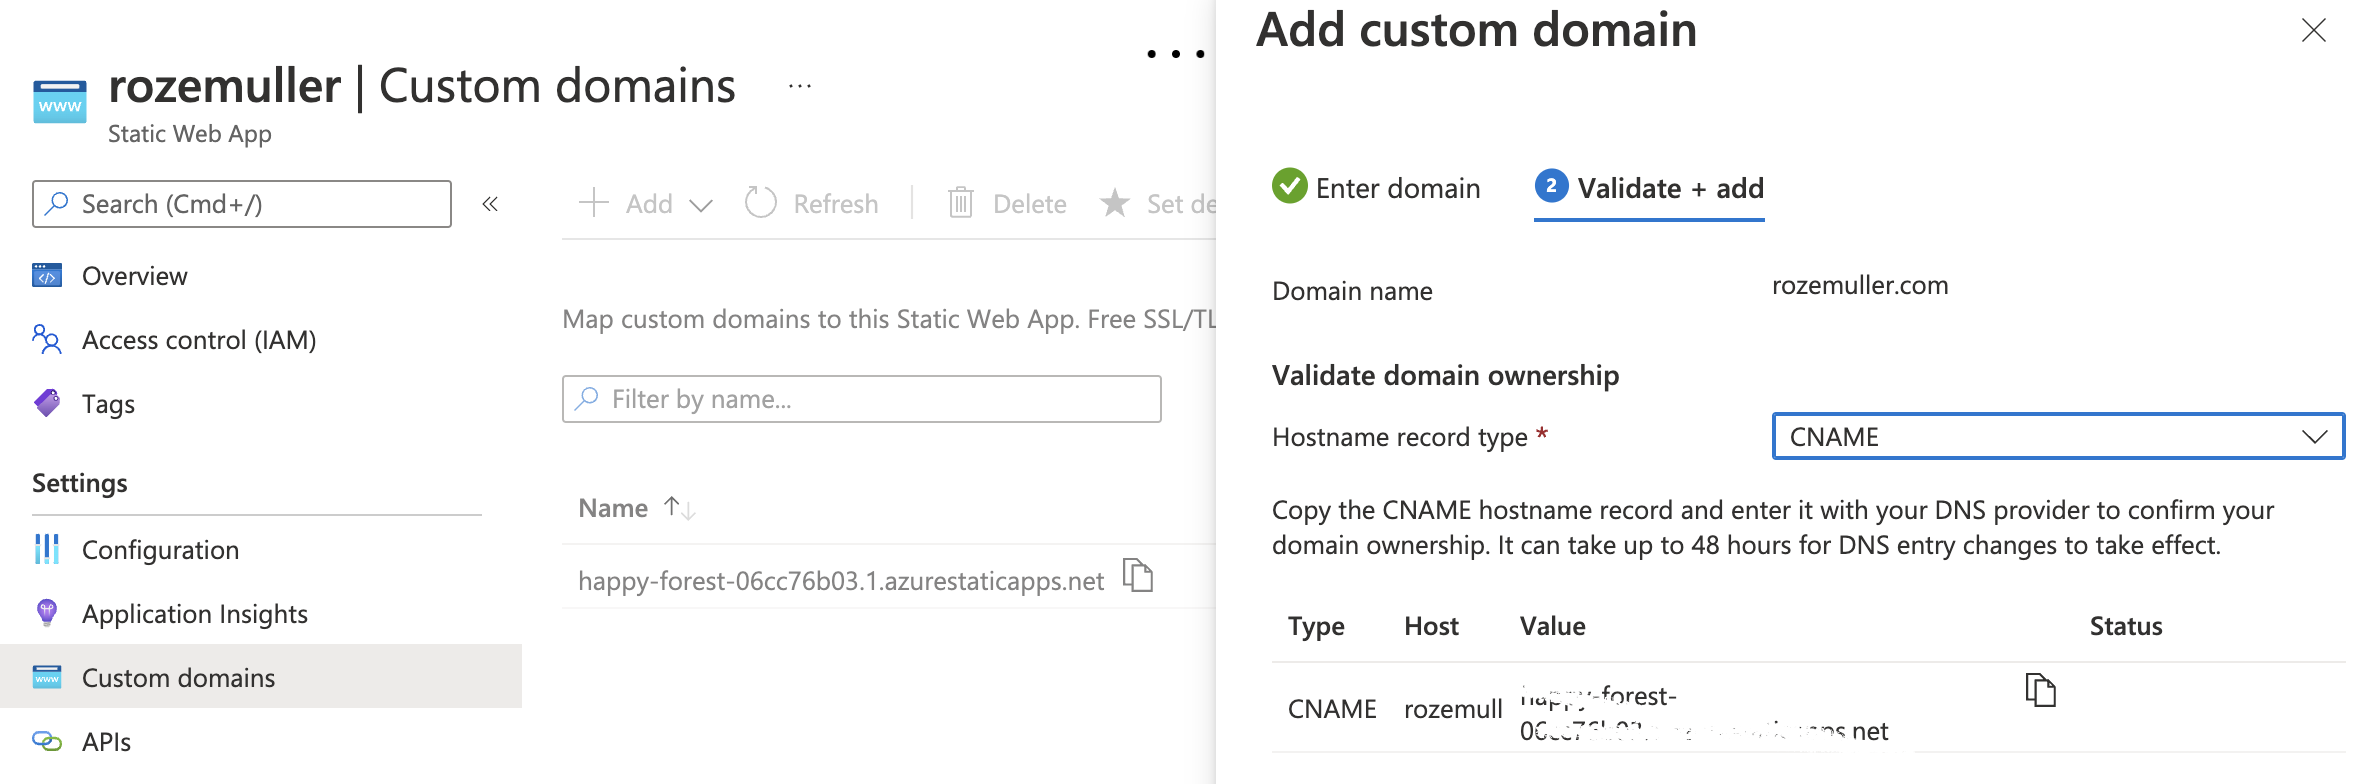 rozemuller | Custom domains ...
Static Web App
Search (Cmd+/)
«
Overview
Access control (IAM)
Tags
Settings
Configuration
Application Insights
Custom domains
APIs
Add
Refresh
Delete
Set de
Map custom domains to this Static Web App. Free SSL/TL
Filter by name...
Name ↑↓
happy-forest-06cc76b03.1.azurestaticapps.net
Add custom domain
Enter domain
2 Validate + add
Domain name rozemuller.com
Validate domain ownership
Hostname record type * CNAME
Copy the CNAME hostname record and enter it with your DNS provider to confirm your
domain ownership. It can take up to 48 hours for DNS entry changes to take effect.
Type Host Value Status
CNAME rozemull
happy-forest-
net